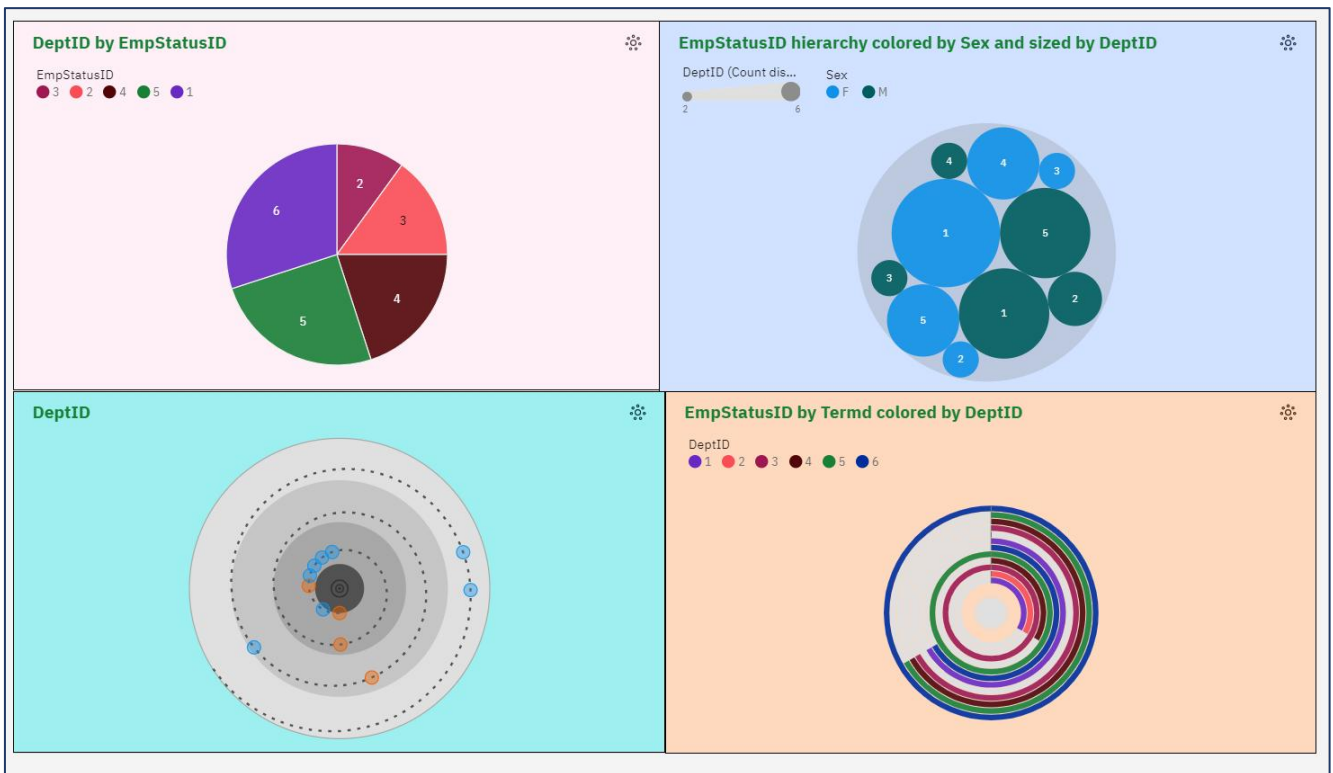 DeptID by EmpStatusID
EmpStatusID
3 2 4 5 1
2
3
6
4
5
EmpStatusID hierarchy colored by Sex and sized by DeptID
DeptID (Count dis... Sex
F M
2 6
4
4
3
1
5
3
2
1
5
2
DeptID
EmpStatusID by Termd colored by DeptID
DeptID
1 2 3 4 5 6